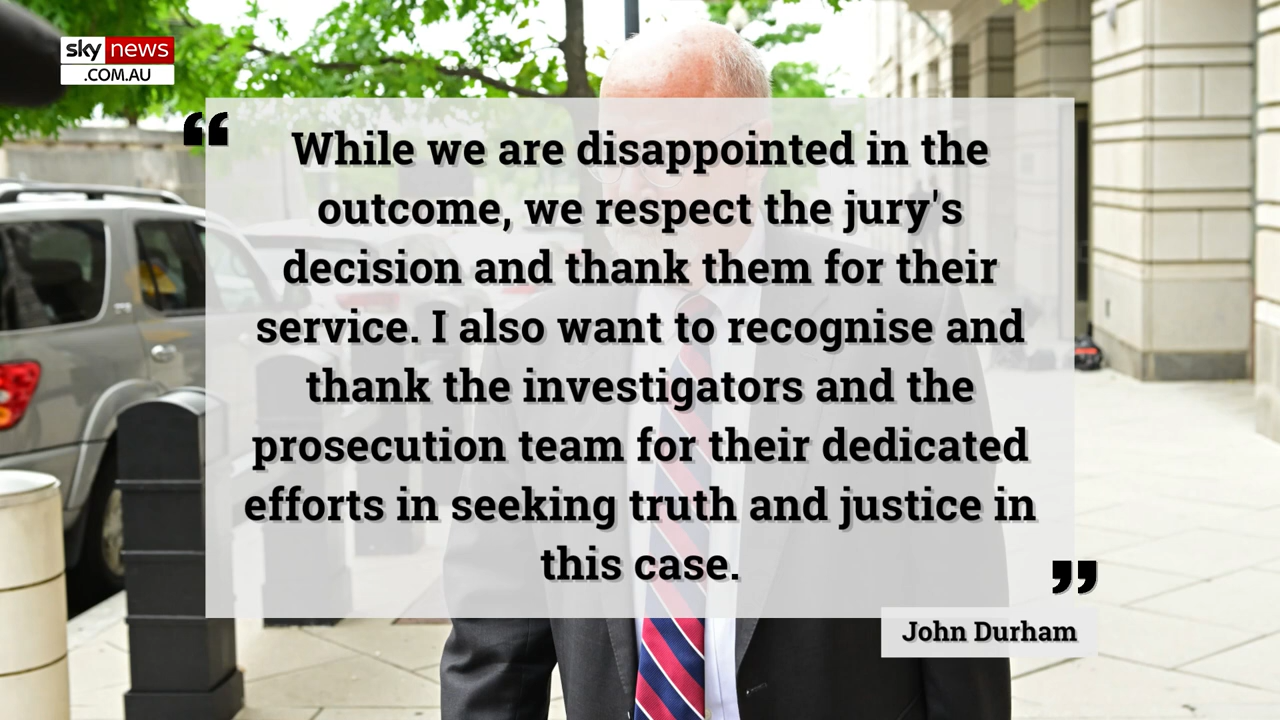 sky news
.COM.AU
“
While we are disappointed in the
outcome, we respect the jury's
decision and thank them for their
service. I also want to recognise and
thank the investigators and the
prosecution team for their dedicated
efforts in seeking truth and justice in
this case.
”
John Durham